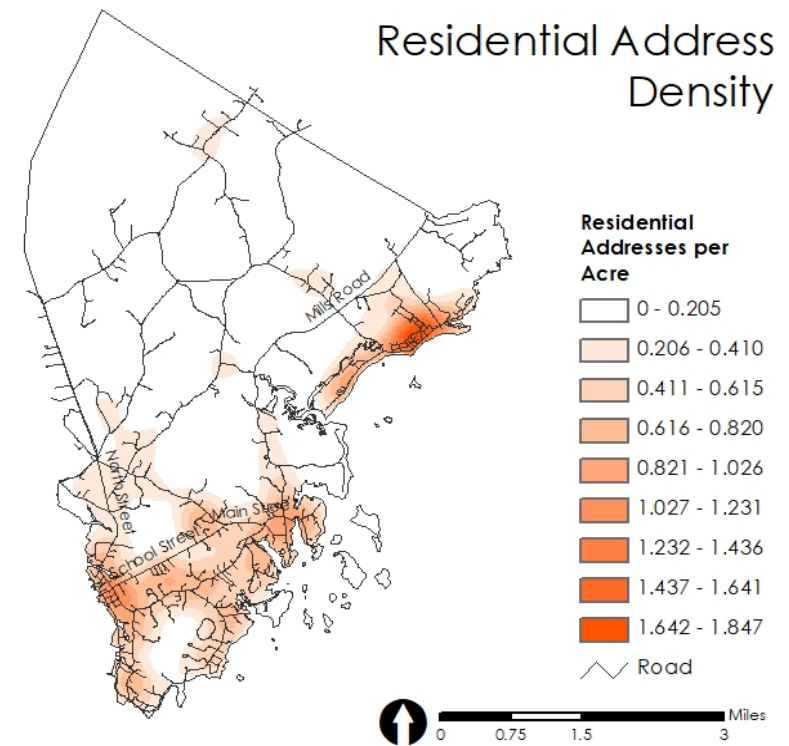 Residential Address
Density
Residential
Addresses per
Acre
0 - 0.205
0.206 - 0.410
0.411 - 0.615
0.616 - 0.820
0.821 - 1.026
1.027 - 1.231
1.232 - 1.436
1.437 - 1.641
1.642 - 1.847
Road
Mills Road
North Street
Main Street
School Street
Miles
0 0.75 1.5 3